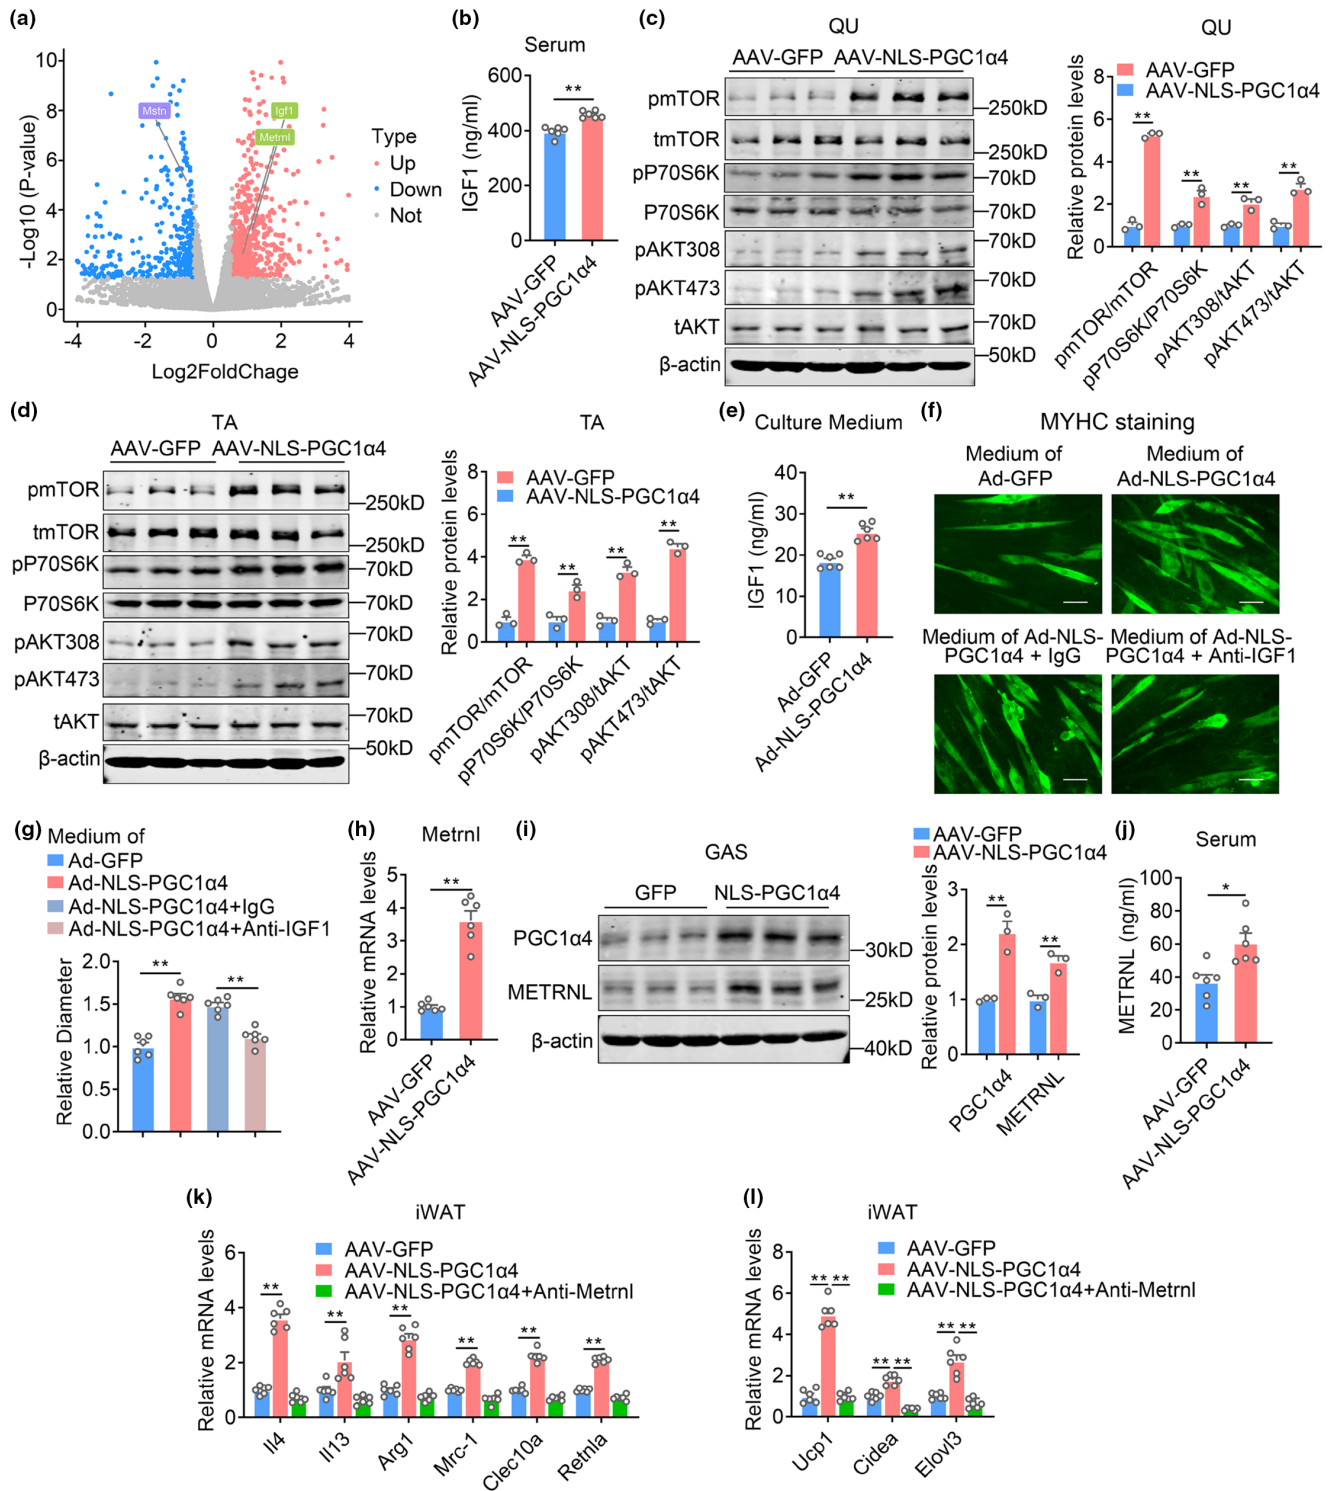 (a)
10
8
6
4
2
0
-Log10 (P-value)
-4
-2
0
2
4
Log2FoldChage
Mstn
Igf1
Metrnl
Type
Up
Down
Not
(b)
Serum
IGF1 (ng/ml)
600
400
200
0
**
AAV-GFP
AAV-NLS-PGC1α4
(c)
QU
AAV-GFP
AAV-NLS-PGC1α4
pmTOR
250kD
tmTOR
250kD
pP70S6K
70kD
P70S6K
70kD
pAKT308
70kD
pAKT473
70kD
tAKT
70kD
β-actin
50kD
QU
AAV-GFP
AAV-NLS-PGC1α4
Relative protein levels
8
6
4
2
0
**
**
**
**
pmTOR/mTOR
pP70S6K/P70S6K
pAKT308/tAKT
pAKT473/tAKT
(d)
TA
AAV-GFP
AAV-NLS-PGC1α4
pmTOR
250kD
tmTOR
250kD
pP70S6K
70kD
P70S6K
70kD
pAKT308
70kD
pAKT473
70kD
tAKT
70kD
β-actin
50kD
TA
AAV-GFP
AAV-NLS-PGC1α4
Relative protein levels
8
6
4
2
0
**
**
**
**
pmTOR/mTOR
pP70S6K/P70S6K
pAKT308/tAKT
pAKT473/tAKT
(e)
Culture Medium
IGF1 (ng/ml)
40
30
20
10
0
**
Ad-GFP
Ad-NLS-PGC1α4
(f)
MYHC staining
Medium of
Ad-GFP
Medium of
Ad-NLS-PGC1α4
Medium of Ad-NLS-
PGC1α4 + IgG
Medium of Ad-NLS-
PGC1α4 + Anti-IGF1
(g)
Medium of
Ad-GFP
Ad-NLS-PGC1α4
Ad-NLS-PGC1α4+IgG
Ad-NLS-PGC1α4+Anti-IGF1
Relative Diameter
2.0
1.5
1.0
0.5
0.0
**
**
(h)
Metrnl
Relative mRNA levels
5
4
3
2
1
0
**
AAV-GFP
AAV-NLS-PGC1α4
(i)
GAS
GFP
NLS-PGC1α4
PGC1α4
30kD
METRNL
25kD
β-actin
40kD
AAV-GFP
AAV-NLS-PGC1α4
Relative protein levels
3
2
1
0
**
**
PGC1α4
METRNL
(j)
Serum
METRNL (ng/ml)
100
80
60
40
20
0
*
AAV-GFP
AAV-NLS-PGC1α4
(k)
iWAT
AAV-GFP
AAV-NLS-PGC1α4
AAV-NLS-PGC1α4+Anti-Metrnl
Relative mRNA levels
6
4
2
0
**
**
**
**
**
**
Il4
Il13
Arg1
Mrc-1
Clec10a
Retnla
(l)
iWAT
AAV-GFP
AAV-NLS-PGC1α4
AAV-NLS-PGC1α4+Anti-Metrnl
Relative mRNA levels
8
6
4
2
0
** **
** **
** **
Ucp1
Cidea
Elovl3